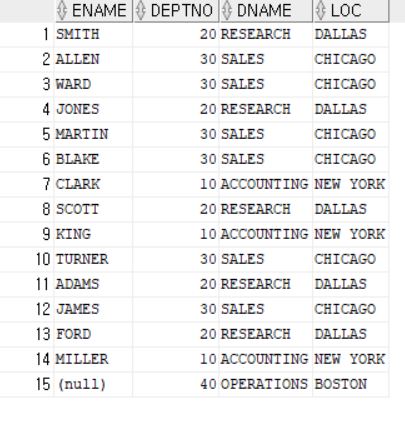 ENAME DEPTNO DNAME LOC
1 SMITH 20 RESEARCH DALLAS
2 ALLEN 30 SALES CHICAGO
3 WARD 30 SALES CHICAGO
4 JONES 20 RESEARCH DALLAS
5 MARTIN 30 SALES CHICAGO
6 BLAKE 30 SALES CHICAGO
7 CLARK 10 ACCOUNTING NEW YORK
8 SCOTT 20 RESEARCH DALLAS
9 KING 10 ACCOUNTING NEW YORK
10 TURNER 30 SALES CHICAGO
11 ADAMS 20 RESEARCH DALLAS
12 JAMES 30 SALES CHICAGO
13 FORD 20 RESEARCH DALLAS
14 MILLER 10 ACCOUNTING NEW YORK
15 (null) 40 OPERATIONS BOSTON